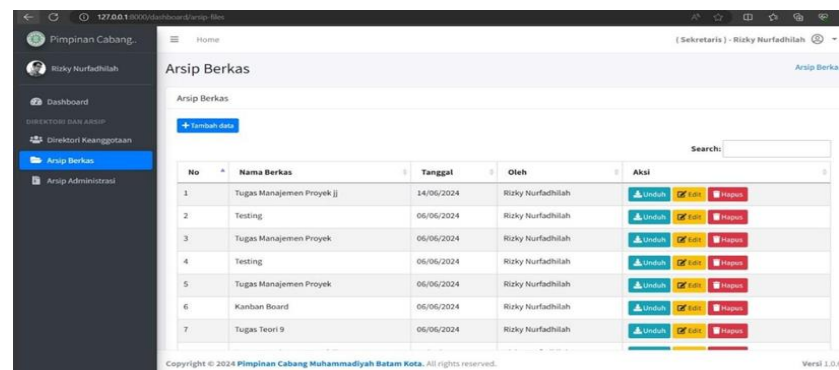 127.0.0.1:8000/dashboard/arsip-files
Pimpinan Cabang..
Home
( Sekretaris ) - Rizky Nurfadhilah
Rizky Nurfadhilah
Arsip Berkas
Arsip Berka
Dashboard
DIREKTORI DAN ARSIP
Direktori Keanggotaan
Arsip Berkas
Arsip Administrasi
Arsip Berkas
Tambah data
Search:
No Nama Berkas Tanggal Oleh Aksi
1 Tugas Manajemen Proyek jj 14/06/2024 Rizky Nurfadhilah Unduh Edit Hapus
2 Testing 06/06/2024 Rizky Nurfadhilah Unduh Edit Hapus
3 Tugas Manajemen Proyek 06/06/2024 Rizky Nurfadhilah Unduh Edit Hapus
4 Testing 06/06/2024 Rizky Nurfadhilah Unduh Edit Hapus
5 Tugas Manajemen Proyek 06/06/2024 Rizky Nurfadhilah Unduh Edit Hapus
6 Kanban Board 06/06/2024 Rizky Nurfadhilah Unduh Edit Hapus
7 Tugas Teori 9 06/06/2024 Rizky Nurfadhilah Unduh Edit Hapus
Copyright © 2024 Pimpinan Cabang Muhammadiyah Batam Kota. All rights reserved.
Versi 1.0.